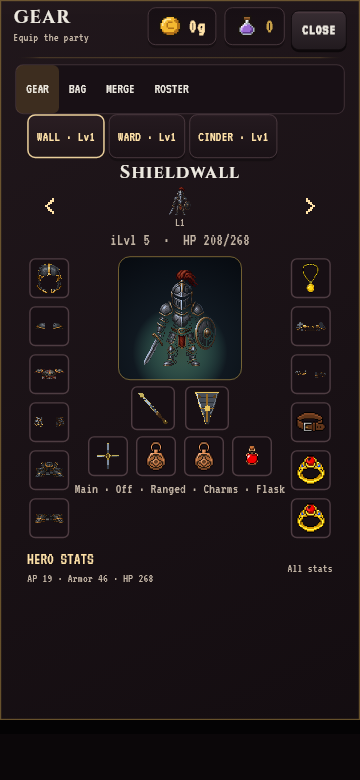 GEAR
Equip the party
0g
0
CLOSE
GEAR BAG MERGE ROSTER
WALL · Lv1 WARD · Lv1 CINDER · Lv1
SHIELDWALL
L1
iLvl 5 · HP 208/268
Main · Off · Ranged · Charms · Flask
HERO STATS
AP 19 · Armor 46 · HP 268
All stats